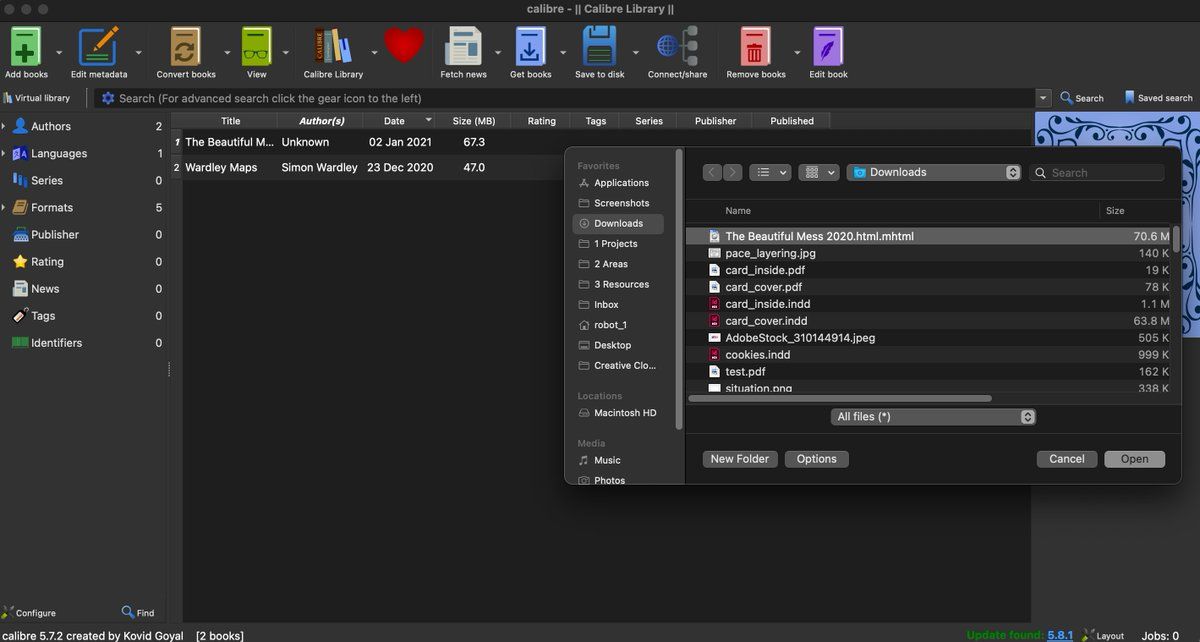 calibre - || Calibre Library ||
Add books
Edit metadata
Convert books
View
CALIBRE
Calibre Library
Fetch news
Get books
Save to disk
Connect/share
Remove books
Edit book
Virtual library
Search (For advanced search click the gear icon to the left)
Search
Saved search
Authors 2
Languages 1
Series 0
Formats 5
Publisher 0
Rating 0
News 0
Tags 0
Identifiers 0
Title Author(s) Date Size (MB) Rating Tags Series Publisher Published
1 The Beautiful M... Unknown 02 Jan 2021 67.3
2 Wardley Maps Simon Wardley 23 Dec 2020 47.0
Favorites
Applications
Screenshots
Downloads
1 Projects
2 Areas
3 Resources
Inbox
robot_1
Desktop
Creative Clo...
Locations
Macintosh HD
Media
Music
Photos
Downloads
Search
Name Size
The Beautiful Mess 2020.html.mhtml 70.6 M
pace_layering.jpg 140 K
card_inside.pdf 19 K
card_cover.pdf 78 K
card_inside.indd 1.1 M
card_cover.indd 63.8 M
AdobeStock_310144914.jpeg 505 K
cookies.indd 999 K
test.pdf 162 K
situation.png 338 K
All files (*)
New Folder
Options
Cancel
Open
Configure
Find
calibre 5.7.2 created by Kovid Goyal [2 books]
Update found: 5.8.1
Layout
Jobs: 0